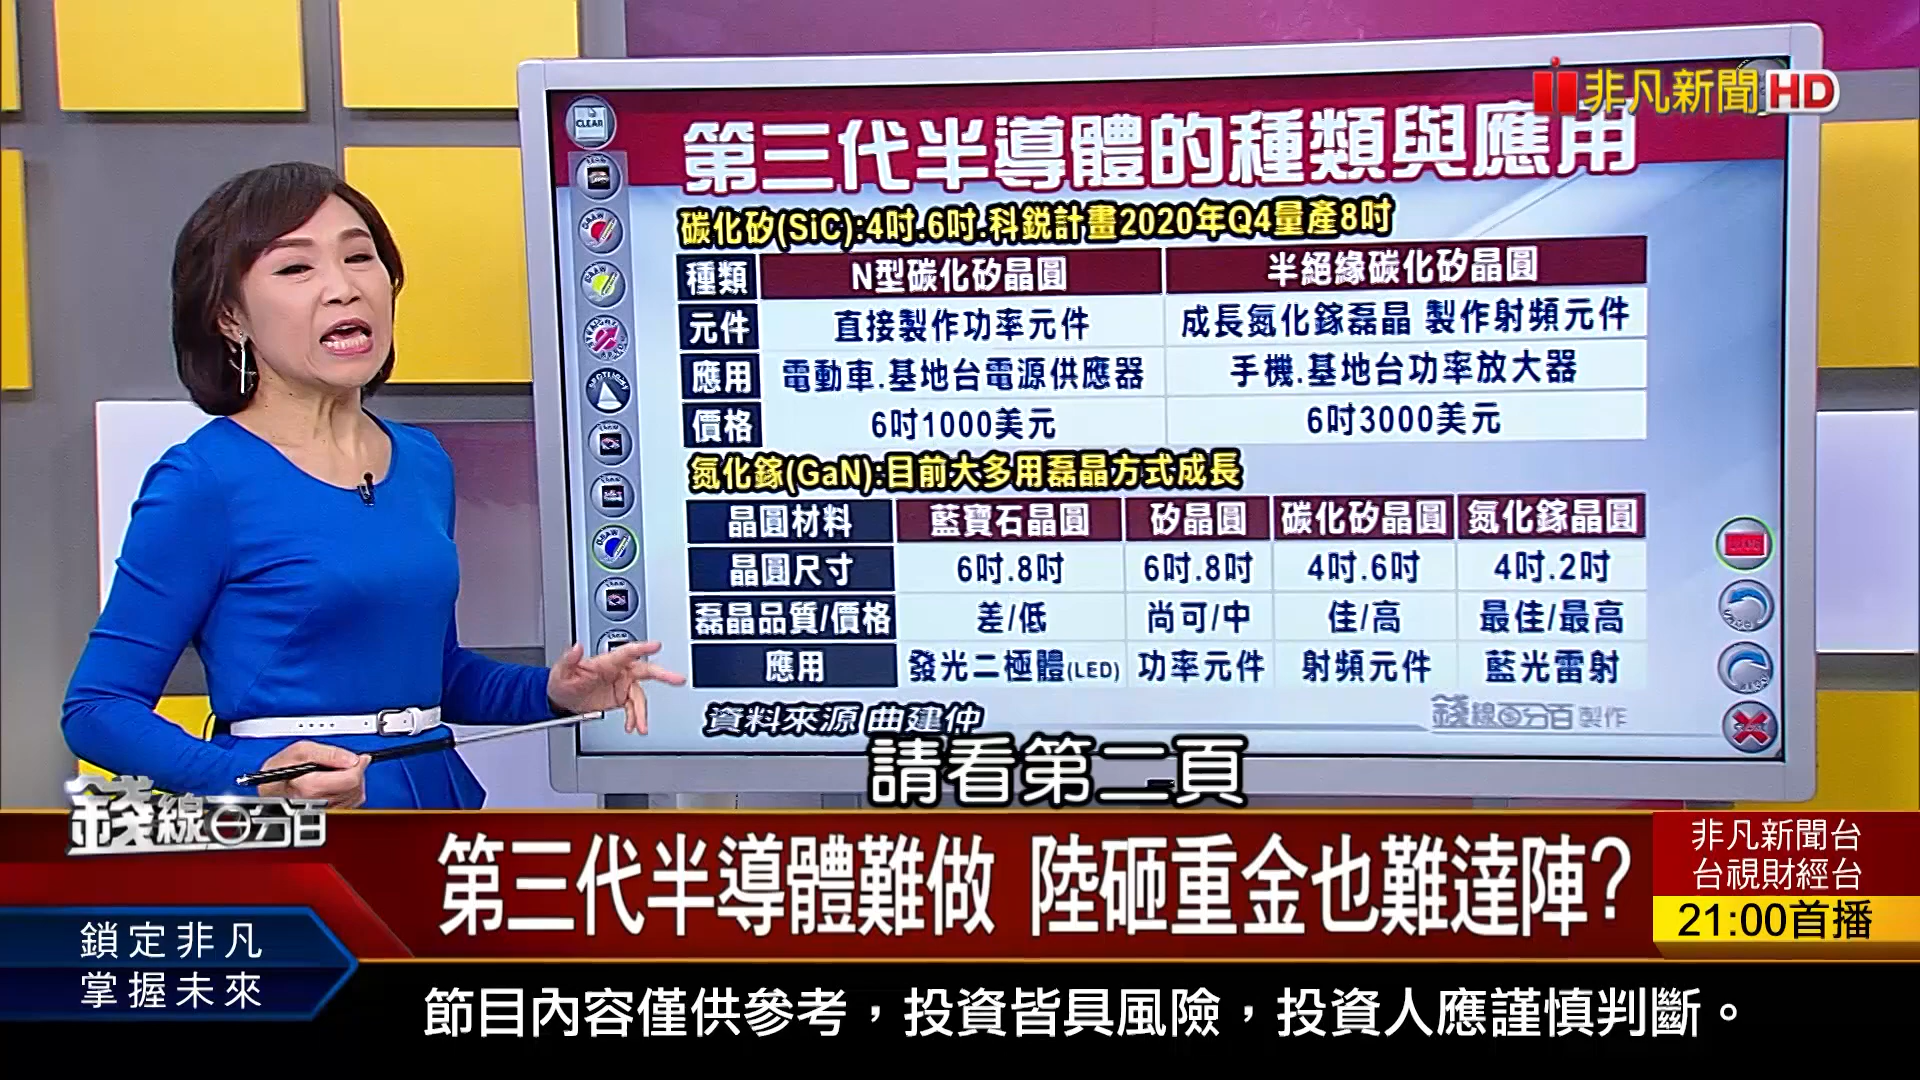 非凡新聞HD
CLEAR
第三代半導體的種類與應用
碳化矽(SiC):4吋.6吋.科銳計畫2020年Q4量產8吋
種類 N型碳化矽晶圓 半絕緣碳化矽晶圓
元件 直接製作功率元件 成長氮化鎵磊晶 製作射頻元件
應用 電動車.基地台電源供應器 手機.基地台功率放大器
價格 6吋1000美元 6吋3000美元
氮化鎵(GaN):目前大多用磊晶方式成長
晶圓材料 藍寶石晶圓 矽晶圓 碳化矽晶圓 氮化鎵晶圓
晶圓尺寸 6吋.8吋 6吋.8吋 4吋.6吋 4吋.2吋
磊晶品質/價格 差/低 尚可/中 佳/高 最佳/最高
應用 發光二極體(LED) 功率元件 射頻元件 藍光雷射
資料來源 曲建仲
錢線百分百 製作
請看第二頁
錢線百分百
第三代半導體難做 陸砸重金也難達陣?
非凡新聞台
台視財經台
21:00首播
鎖定非凡
掌握未來
節目內容僅供參考，投資皆具風險，投資人應謹慎判斷。